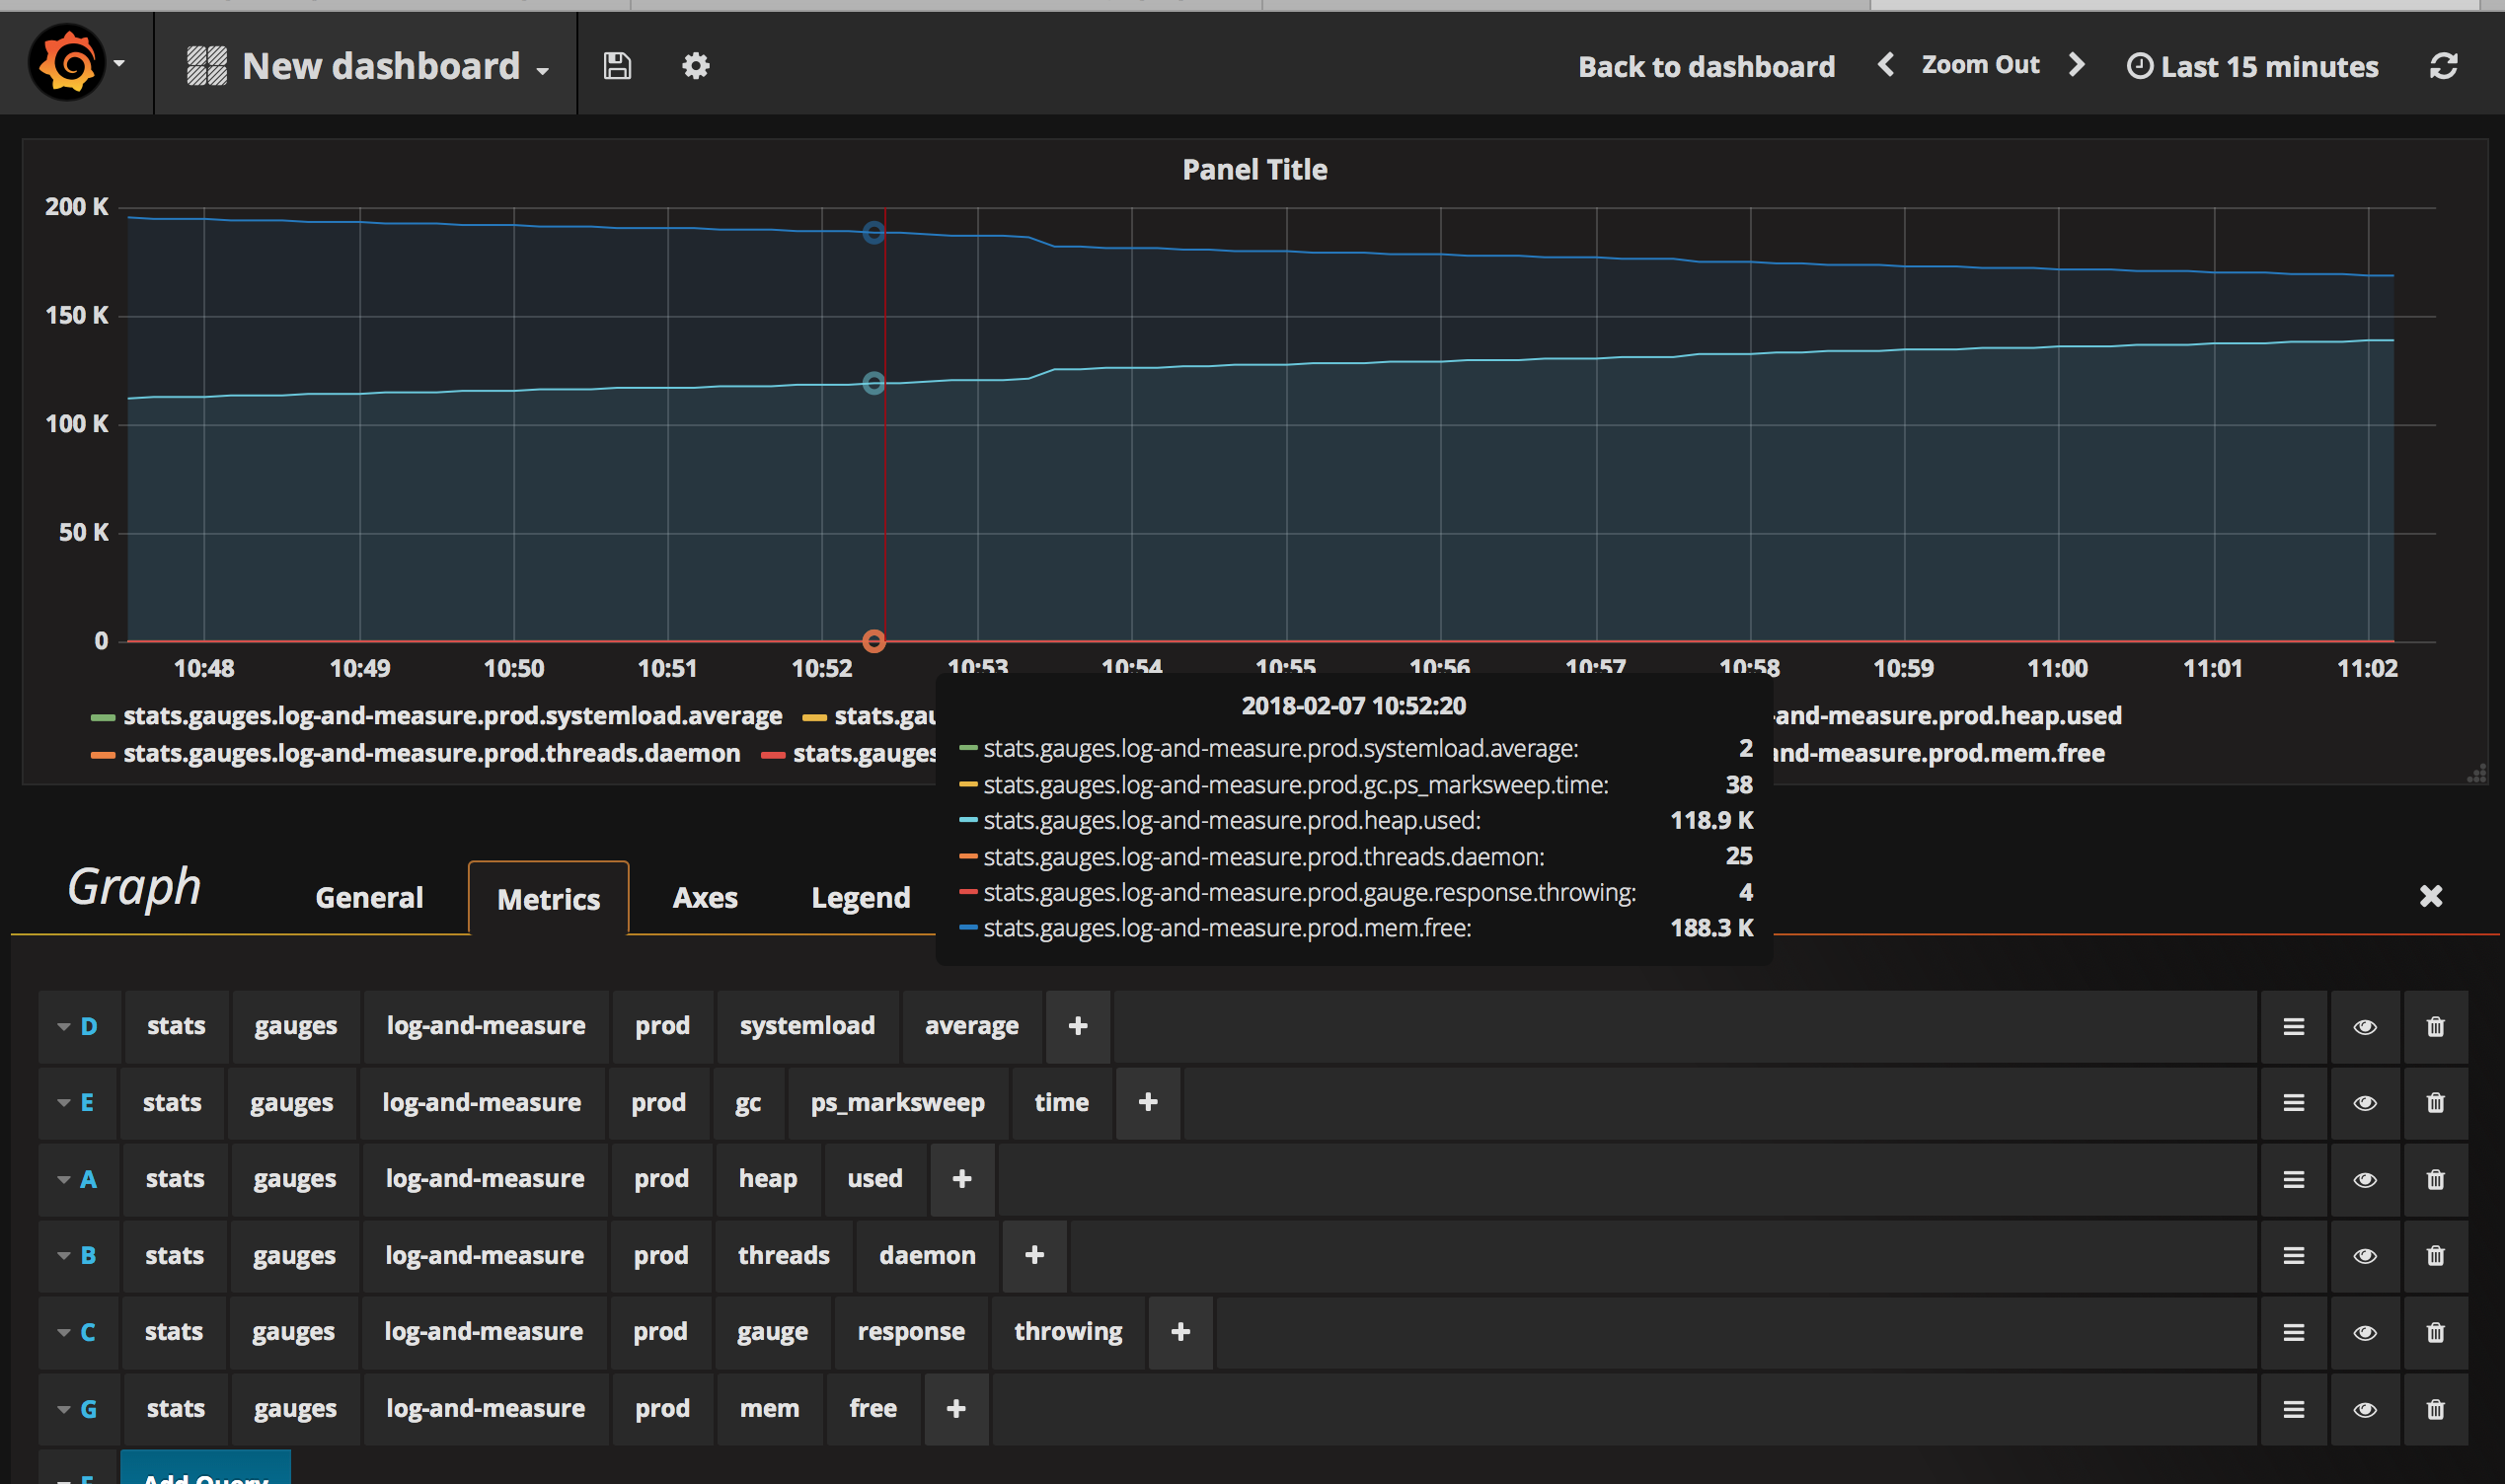 New dashboard
Back to dashboard Zoom Out Last 15 minutes
Panel Title
200 K
150 K
100 K
50 K
0
10:48 10:49 10:50 10:51 10:52 10:53 10:54 10:55 10:56 10:57 10:58 10:59 11:00 11:01 11:02
stats.gauges.log-and-measure.prod.systemload.average stats.gau -and-measure.prod.heap.used
stats.gauges.log-and-measure.prod.threads.daemon stats.gauges nd-measure.prod.mem.free
2018-02-07 10:52:20
stats.gauges.log-and-measure.prod.systemload.average: 2
stats.gauges.log-and-measure.prod.gc.ps_marksweep.time: 38
stats.gauges.log-and-measure.prod.heap.used: 118.9 K
stats.gauges.log-and-measure.prod.threads.daemon: 25
stats.gauges.log-and-measure.prod.gauge.response.throwing: 4
stats.gauges.log-and-measure.prod.mem.free: 188.3 K
Graph General Metrics Axes Legend
D stats gauges log-and-measure prod systemload average +
E stats gauges log-and-measure prod gc ps_marksweep time +
A stats gauges log-and-measure prod heap used +
B stats gauges log-and-measure prod threads daemon +
C stats gauges log-and-measure prod gauge response throwing +
G stats gauges log-and-measure prod mem free +
Add Query